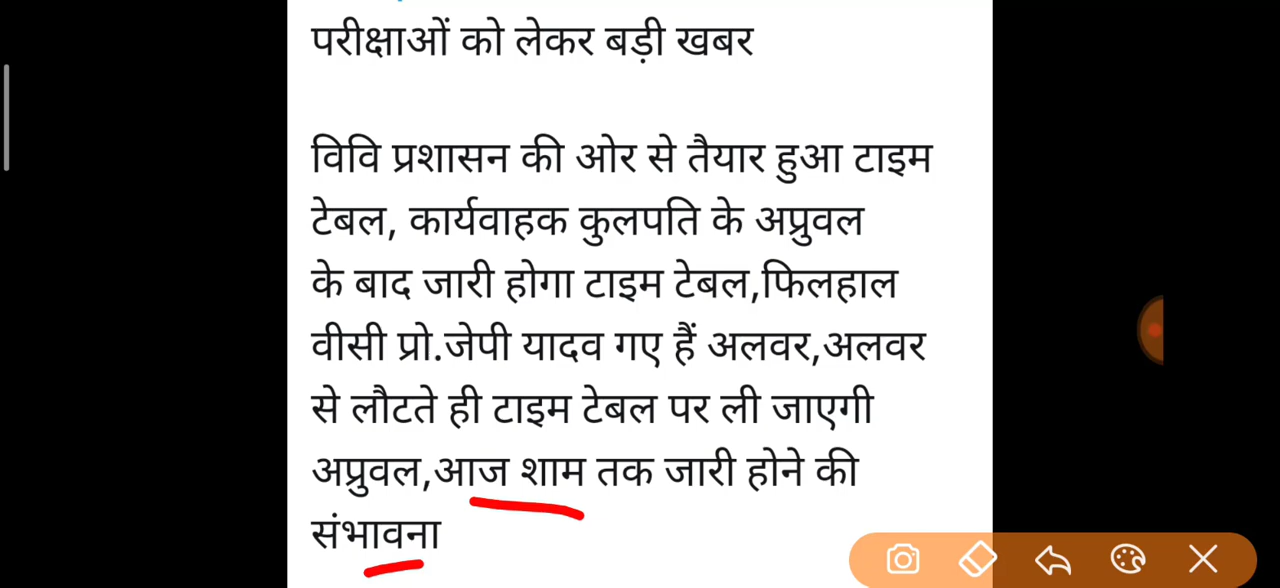 परीक्षाओं को लेकर बड़ी खबर
विवि प्रशासन की ओर से तैयार हुआ टाइम
टेबल, कार्यवाहक कुलपति के अप्रुवल
के बाद जारी होगा टाइम टेबल,फिलहाल
वीसी प्रो.जेपी यादव गए हैं अलवर,अलवर
से लौटते ही टाइम टेबल पर ली जाएगी
अप्रुवल,आज शाम तक जारी होने की
संभावना